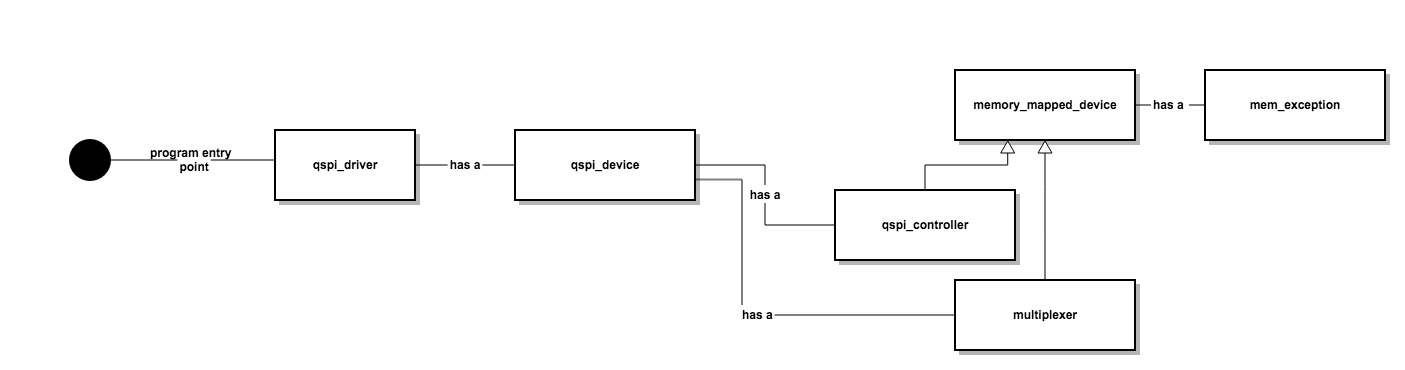 program entry
point
qspi_driver
has a
qspi_device
has a
has a
qspi_controller
multiplexer
memory_mapped_device
has a
mem_exception